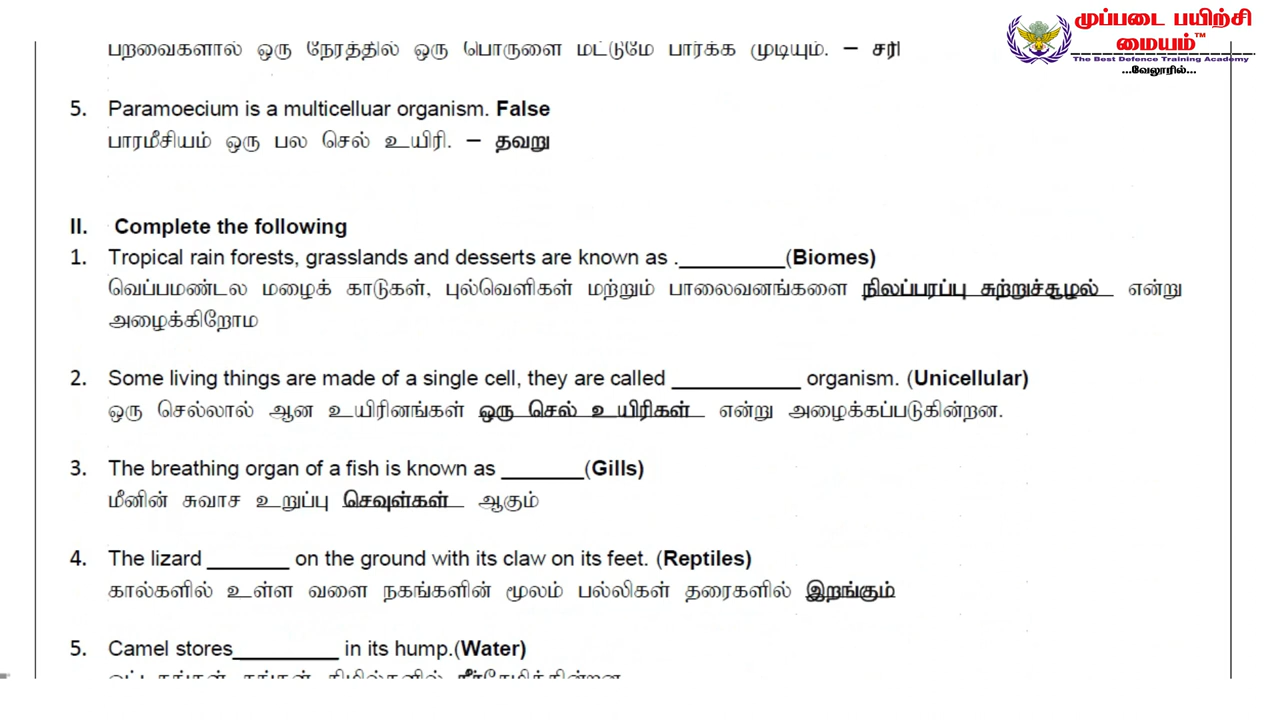 முப்படை பயிற்சி
மையம்™
The Best Defence Training Academy
...வேலூரில்...
பறவைகளால் ஒரு நேரத்தில் ஒரு பொருளை மட்டுமே பார்க்க முடியும். – சரி
5. Paramoecium is a multicelluar organism. False
பாரமீசியம் ஒரு பல செல் உயிரி. – தவறு
II. Complete the following
1. Tropical rain forests, grasslands and desserts are known as .__________(Biomes)
வெப்பமண்டல மழைக் காடுகள், புல்வெளிகள் மற்றும் பாலைவனங்களை நிலப்பரப்பு சுற்றுச்சூழல் என்று
அழைக்கிறோம
2. Some living things are made of a single cell, they are called ____________ organism. (Unicellular)
ஒரு செல்லால் ஆன உயிரினங்கள் ஒரு செல் உயிரிகள் என்று அழைக்கப்படுகின்றன.
3. The breathing organ of a fish is known as ________(Gills)
மீனின் சுவாச உறுப்பு செவுள்கள் ஆகும்
4. The lizard ________ on the ground with its claw on its feet. (Reptiles)
கால்களில் உள்ள வளை நகங்களின் மூலம் பல்லிகள் தரைகளில் இறங்கும்
5. Camel stores__________ in its hump.(Water)